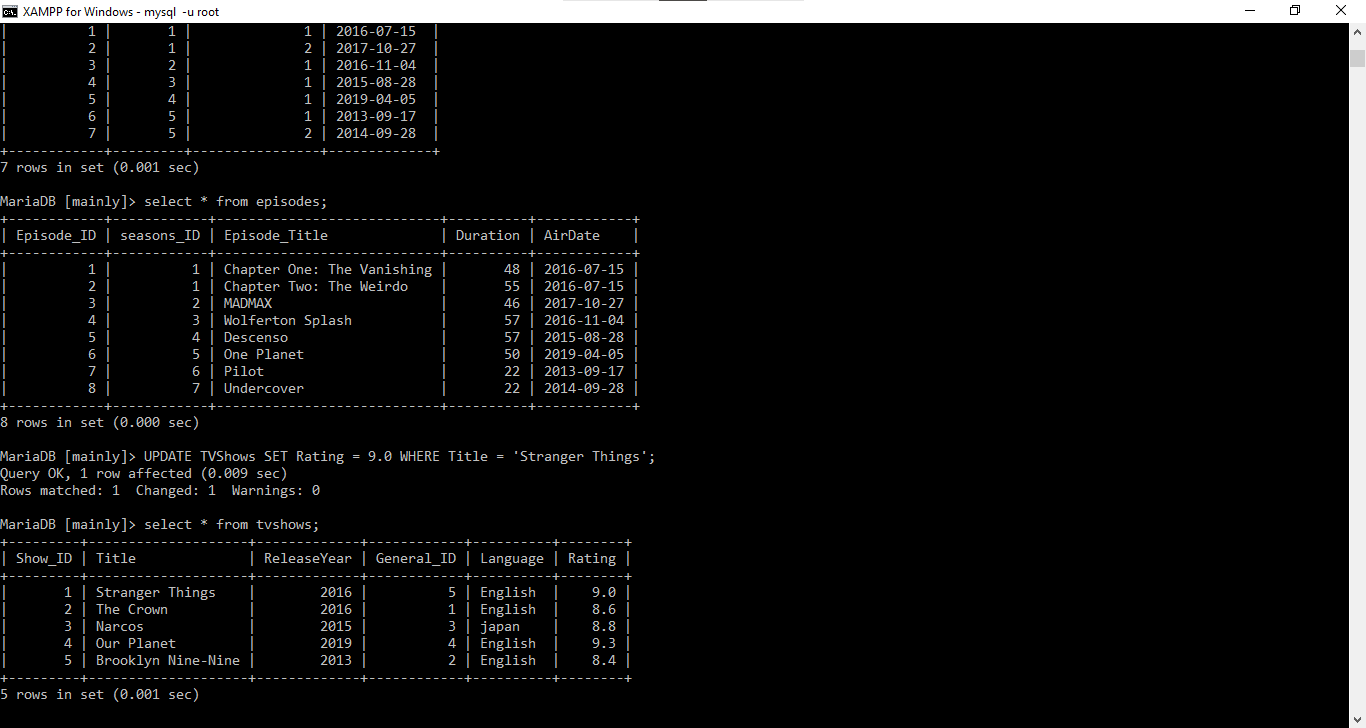 XAMPP for Windows - mysql -u root
| 1 | 1 | 1 | 2016-07-15 |
| 2 | 1 | 2 | 2017-10-27 |
| 3 | 2 | 1 | 2016-11-04 |
| 4 | 3 | 1 | 2015-08-28 |
| 5 | 4 | 1 | 2019-04-05 |
| 6 | 5 | 1 | 2013-09-17 |
| 7 | 5 | 2 | 2014-09-28 |
+------------+---------+----------------+-------------+
7 rows in set (0.001 sec)
MariaDB [mainly]> select * from episodes;
+------------+------------+----------------------------+----------+------------+
| Episode_ID | seasons_ID | Episode_Title | Duration | AirDate |
+------------+------------+----------------------------+----------+------------+
| 1 | 1 | Chapter One: The Vanishing | 48 | 2016-07-15 |
| 2 | 1 | Chapter Two: The Weirdo | 55 | 2016-07-15 |
| 3 | 2 | MADMAX | 46 | 2017-10-27 |
| 4 | 3 | Wolferton Splash | 57 | 2016-11-04 |
| 5 | 4 | Descenso | 57 | 2015-08-28 |
| 6 | 5 | One Planet | 50 | 2019-04-05 |
| 7 | 6 | Pilot | 22 | 2013-09-17 |
| 8 | 7 | Undercover | 22 | 2014-09-28 |
+------------+------------+----------------------------+----------+------------+
8 rows in set (0.000 sec)
MariaDB [mainly]> UPDATE TVShows SET Rating = 9.0 WHERE Title = 'Stranger Things';
Query OK, 1 row affected (0.009 sec)
Rows matched: 1  Changed: 1  Warnings: 0
MariaDB [mainly]> select * from tvshows;
+---------+--------------------+-------------+------------+----------+--------+
| Show_ID | Title | ReleaseYear | General_ID | Language | Rating |
+---------+--------------------+-------------+------------+----------+--------+
| 1 | Stranger Things | 2016 | 5 | English | 9.0 |
| 2 | The Crown | 2016 | 1 | English | 8.6 |
| 3 | Narcos | 2015 | 3 | japan | 8.8 |
| 4 | Our Planet | 2019 | 4 | English | 9.3 |
| 5 | Brooklyn Nine-Nine | 2013 | 2 | English | 8.4 |
+---------+--------------------+-------------+------------+----------+--------+
5 rows in set (0.001 sec)